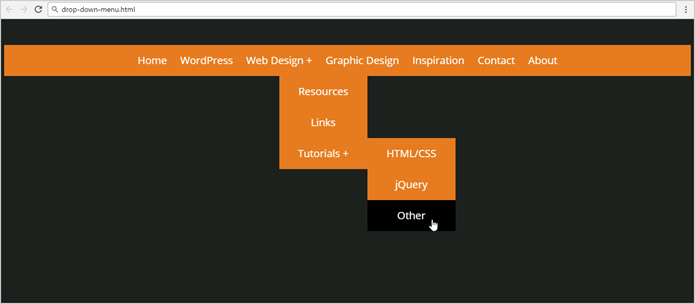 drop-down-menu.html
Home WordPress Web Design + Graphic Design Inspiration Contact About
Resources
Links
Tutorials + HTML/CSS
jQuery
Other